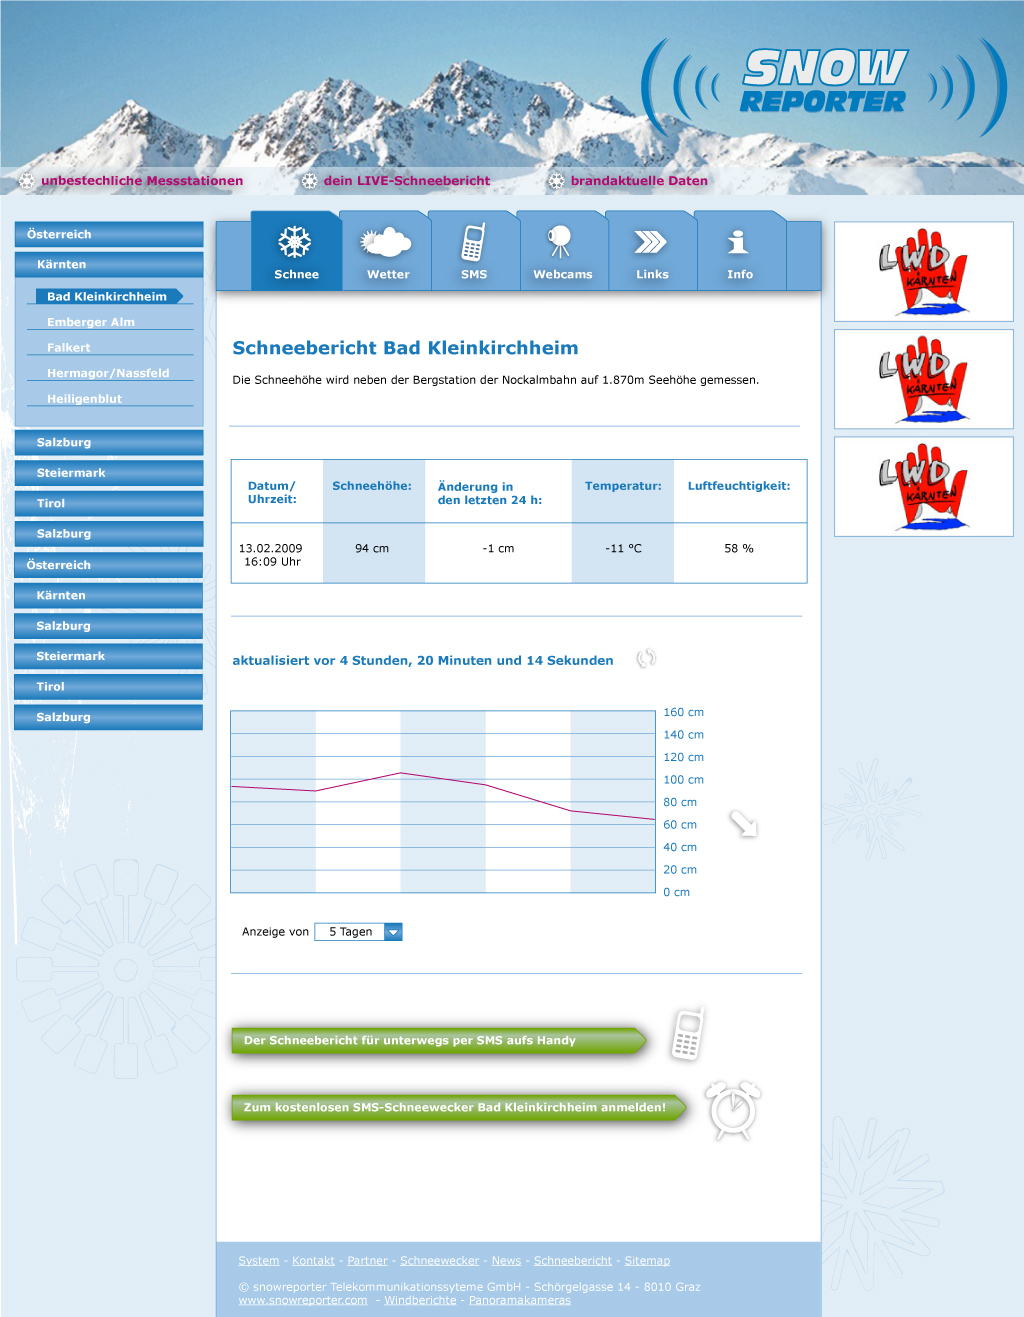 SNOW
REPORTER
unbestechliche Messstationen
dein LIVE-Schneebericht
brandaktuelle Daten
Österreich
Kärnten
Bad Kleinkirchheim
Emberger Alm
Falkert
Hermagor/Nassfeld
Heiligenblut
Salzburg
Steiermark
Tirol
Salzburg
Österreich
Kärnten
Salzburg
Steiermark
Tirol
Salzburg
Schnee
Wetter
SMS
Webcams
Links
Info
Schneebericht Bad Kleinkirchheim
Die Schneehöhe wird neben der Bergstation der Nockalmbahn auf 1.870m Seehöhe gemessen.
Datum/
Uhrzeit:
Schneehöhe:
Änderung in
den letzten 24 h:
Temperatur:
Luftfeuchtigkeit:
13.02.2009
16:09 Uhr
94 cm
-1 cm
-11 °C
58 %
aktualisiert vor 4 Stunden, 20 Minuten und 14 Sekunden
160 cm
140 cm
120 cm
100 cm
80 cm
60 cm
40 cm
20 cm
0 cm
Anzeige von 5 Tagen
Der Schneebericht für unterwegs per SMS aufs Handy
Zum kostenlosen SMS-Schneewecker Bad Kleinkirchheim anmelden!
System - Kontakt - Partner - Schneewecker - News - Schneebericht - Sitemap
© snowreporter Telekommunikationssyteme GmbH - Schörgelgasse 14 - 8010 Graz
www.snowreporter.com - Windberichte - Panoramakameras
LWD
KÄRNTEN
LWD
KÄRNTEN
LWD
KÄRNTEN